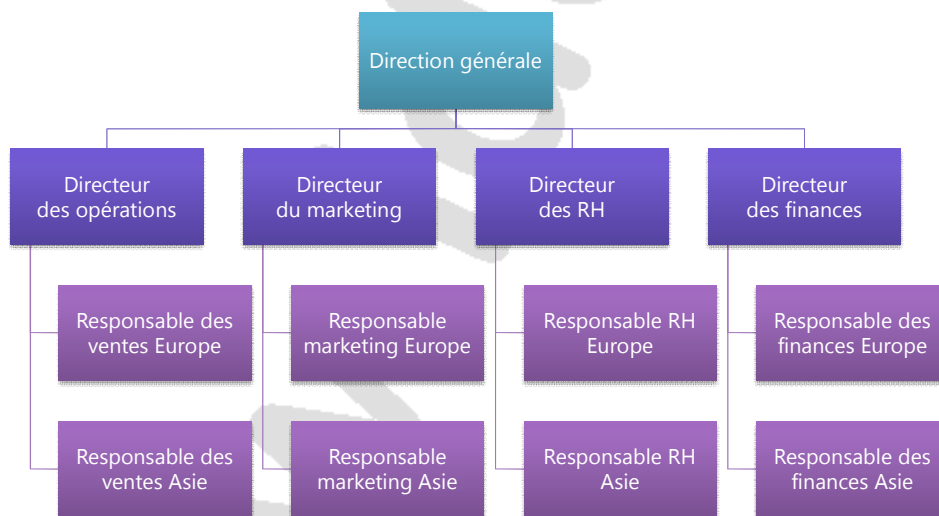 Direction générale
Directeur
des opérations
Directeur
du marketing
Directeur
des RH
Directeur
des finances
Responsable des
ventes Europe
Responsable
marketing Europe
Responsable RH
Europe
Responsable des
finances Europe
Responsable des
ventes Asie
Responsable
marketing Asie
Responsable RH
Asie
Responsable des
finances Asie